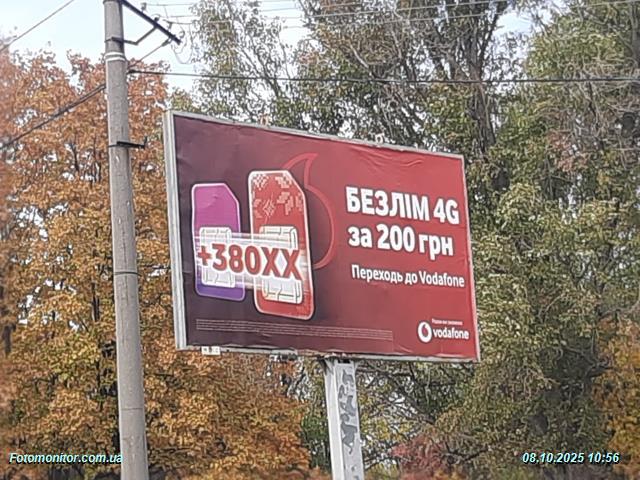 БЕЗЛІМ 4G
за 200 грн
+380XX
Переходь до Vodafone
vodafone
Fotomonitor.com.ua
08.10.2025 10:56